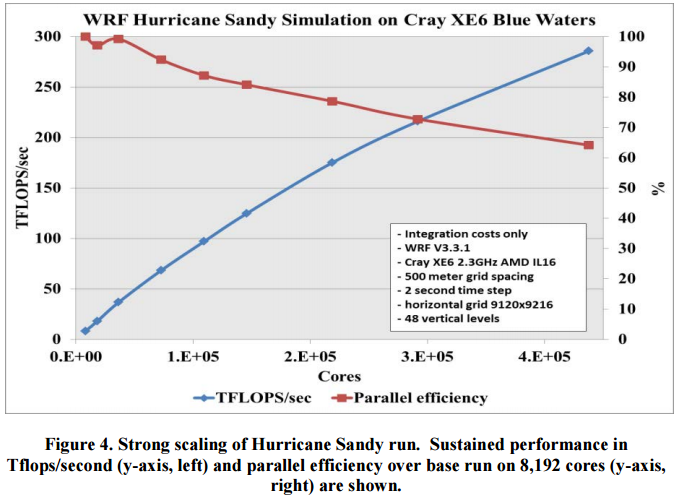 WRF Hurricane Sandy Simulation on Cray XE6 Blue Waters
300
250
200
150
100
50
0
TFLOPS/sec
100
90
80
70
60
50
40
30
20
10
0
%
- Integration costs only
- WRF V3.3.1
- Cray XE6 2.3GHz AMD IL16
- 500 meter grid spacing
- 2 second time step
- horizontal grid 9120x9216
- 48 vertical levels
0.E+00 1.E+05 2.E+05 3.E+05 4.E+05
Cores
TFLOPS/sec Parallel efficiency
Figure 4. Strong scaling of Hurricane Sandy run. Sustained performance in
Tflops/second (y-axis, left) and parallel efficiency over base run on 8,192 cores (y-axis,
right) are shown.